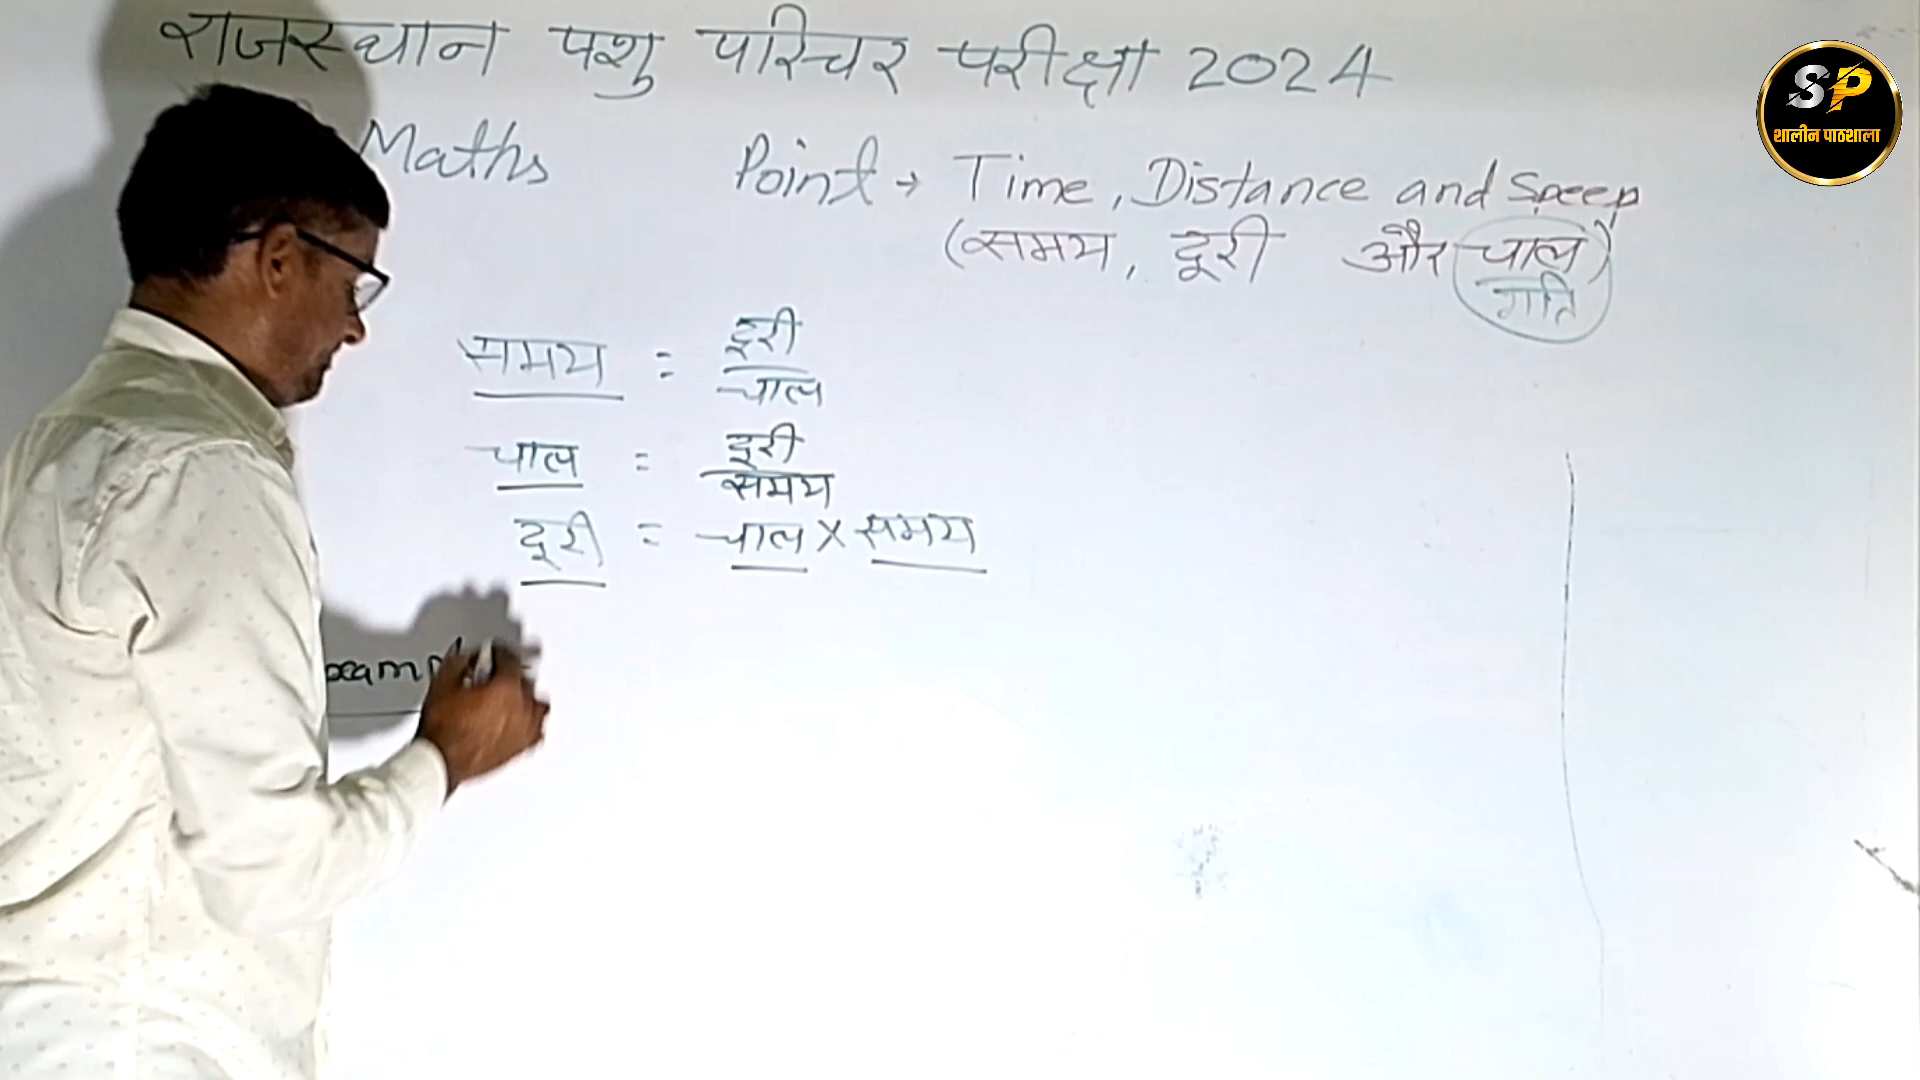 राजस्थान पशु परिचर परीक्षा 2024
SP
शालीन पाठशाला
Maths Point → Time, Distance and Speep
(समय, दूरी और चाल)
गति
समय = दूरी
चाल
चाल = दूरी
समय
दूरी = चाल × समय